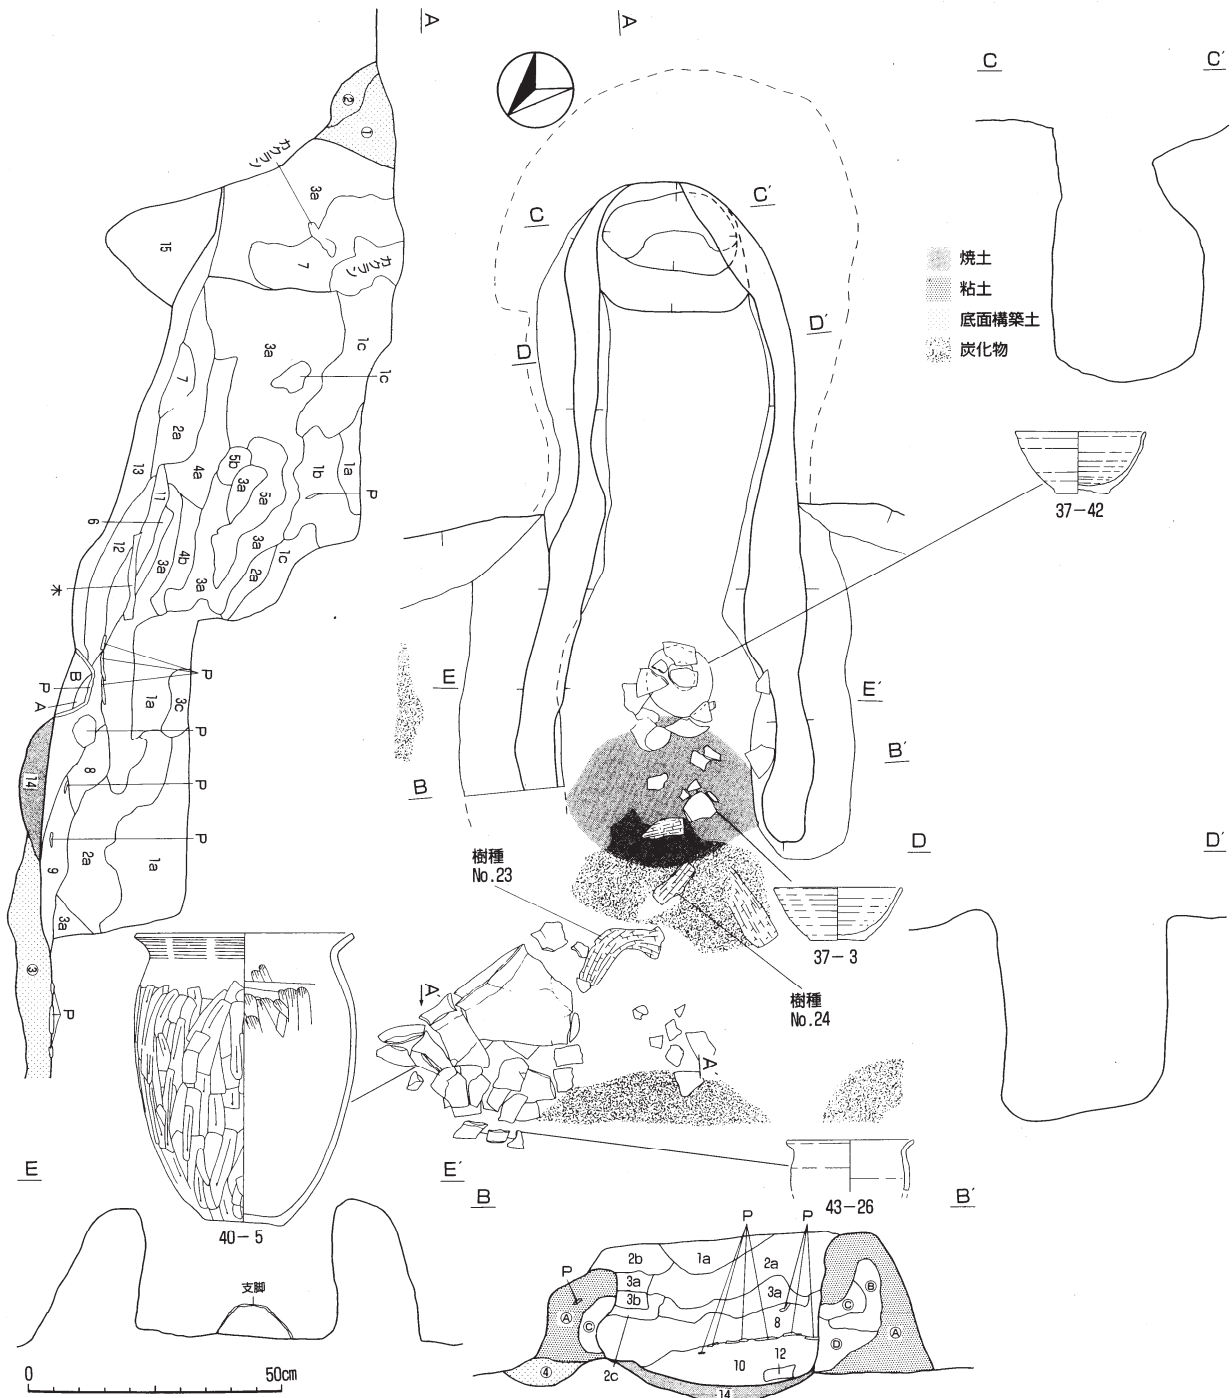 A
A
②
①
カクラン
3a
15
7
カクラン
3a
1c
1c
7
2a
13
4a
5b
3a
5a
1b
1a
P
11
6
12
3a
4b
3a
3a
2a
1c
木
B
P
A
P
1a
3c
P
14
8
P
P
9
2a
1a
3a
③
P
C
C´
D
D´
E
E´
B
B´
樹種
No.23
樹種
No.24
A´
A´
焼土
粘土
底面構築土
炭化物
C
C´
37-42
37-3
D
D´
40-5
43-26
E
E´
支脚
0
50cm
B
B´
P
P
P
2b
1a
2a
3a
3b
3a
8
Ⓐ
Ⓒ
Ⓑ
Ⓒ
Ⓐ
Ⓓ
④
2c
10
12
14